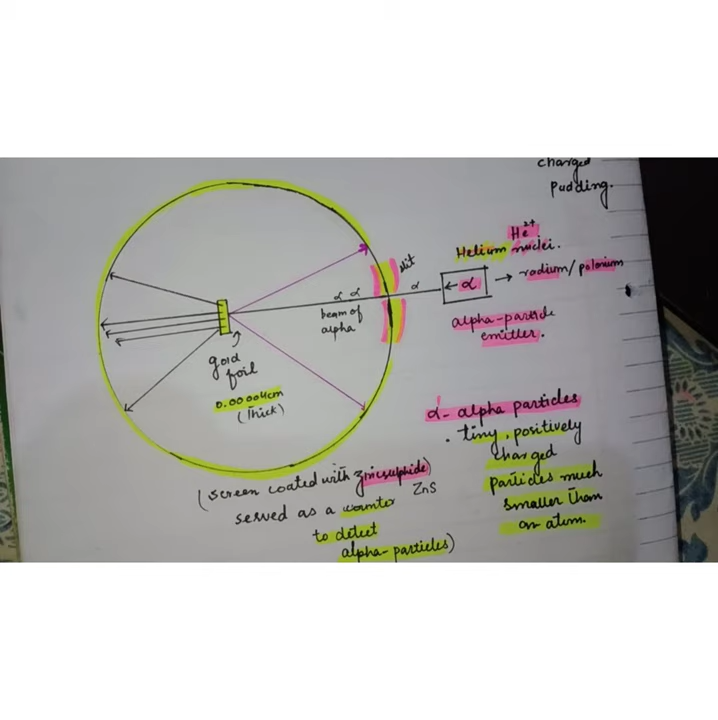 charged
pudding.
He2+
Helium nuclei.
slit
α α
α
← α
→ radium/polonium
beam of
alpha
alpha-particle
emitter.
gold
foil
0.00004cm
(Thick)
α- alpha particles
. tiny, positively
charged
particles much
smaller than
an atom.
(screen coated with zincsulphide)
ZnS
served as a counter
to detect
alpha-particles)